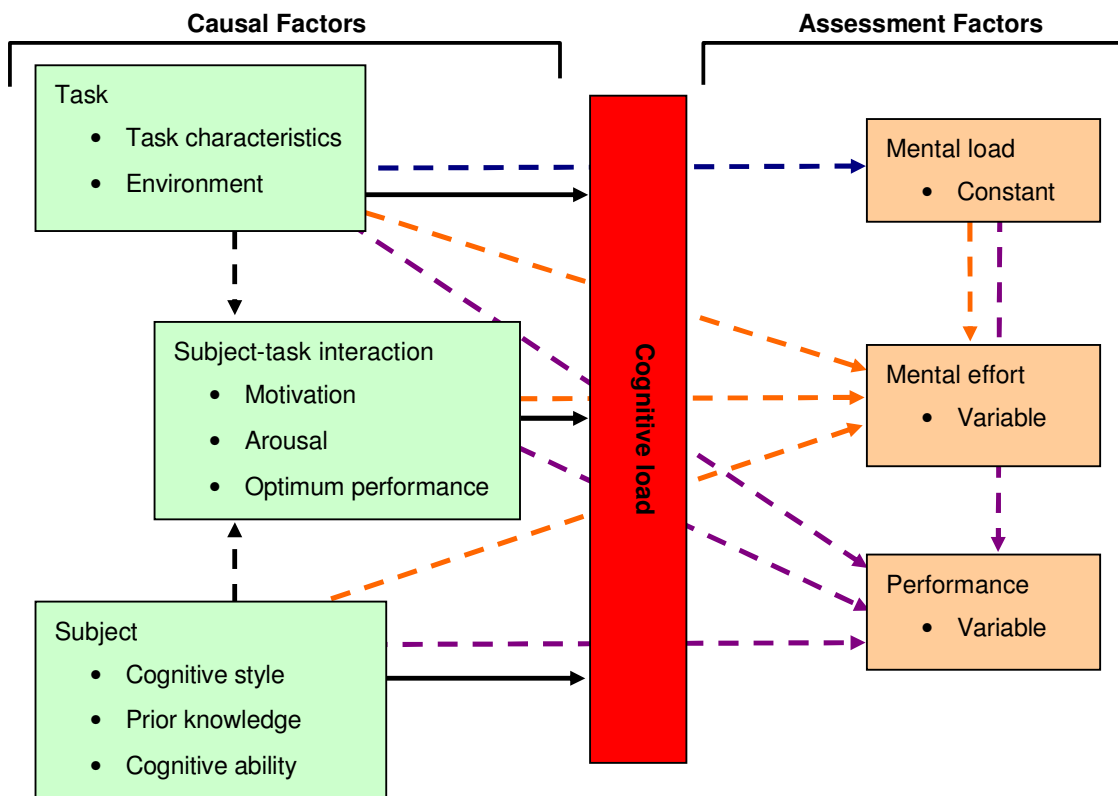 Causal Factors
Assessment Factors
Task
• Task characteristics
• Environment
Subject-task interaction
• Motivation
• Arousal
• Optimum performance
Subject
• Cognitive style
• Prior knowledge
• Cognitive ability
Cognitive load
Mental load
• Constant
Mental effort
• Variable
Performance
• Variable